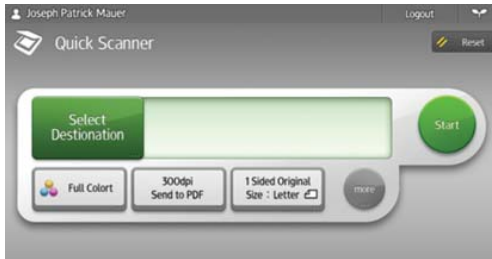 Joseph Patrick Mauer
Logout
Quick Scanner
Reset
Select
Destionation
Start
Full Colort
300dpi
Send to PDF
1 Sided Original
Size : Letter
more